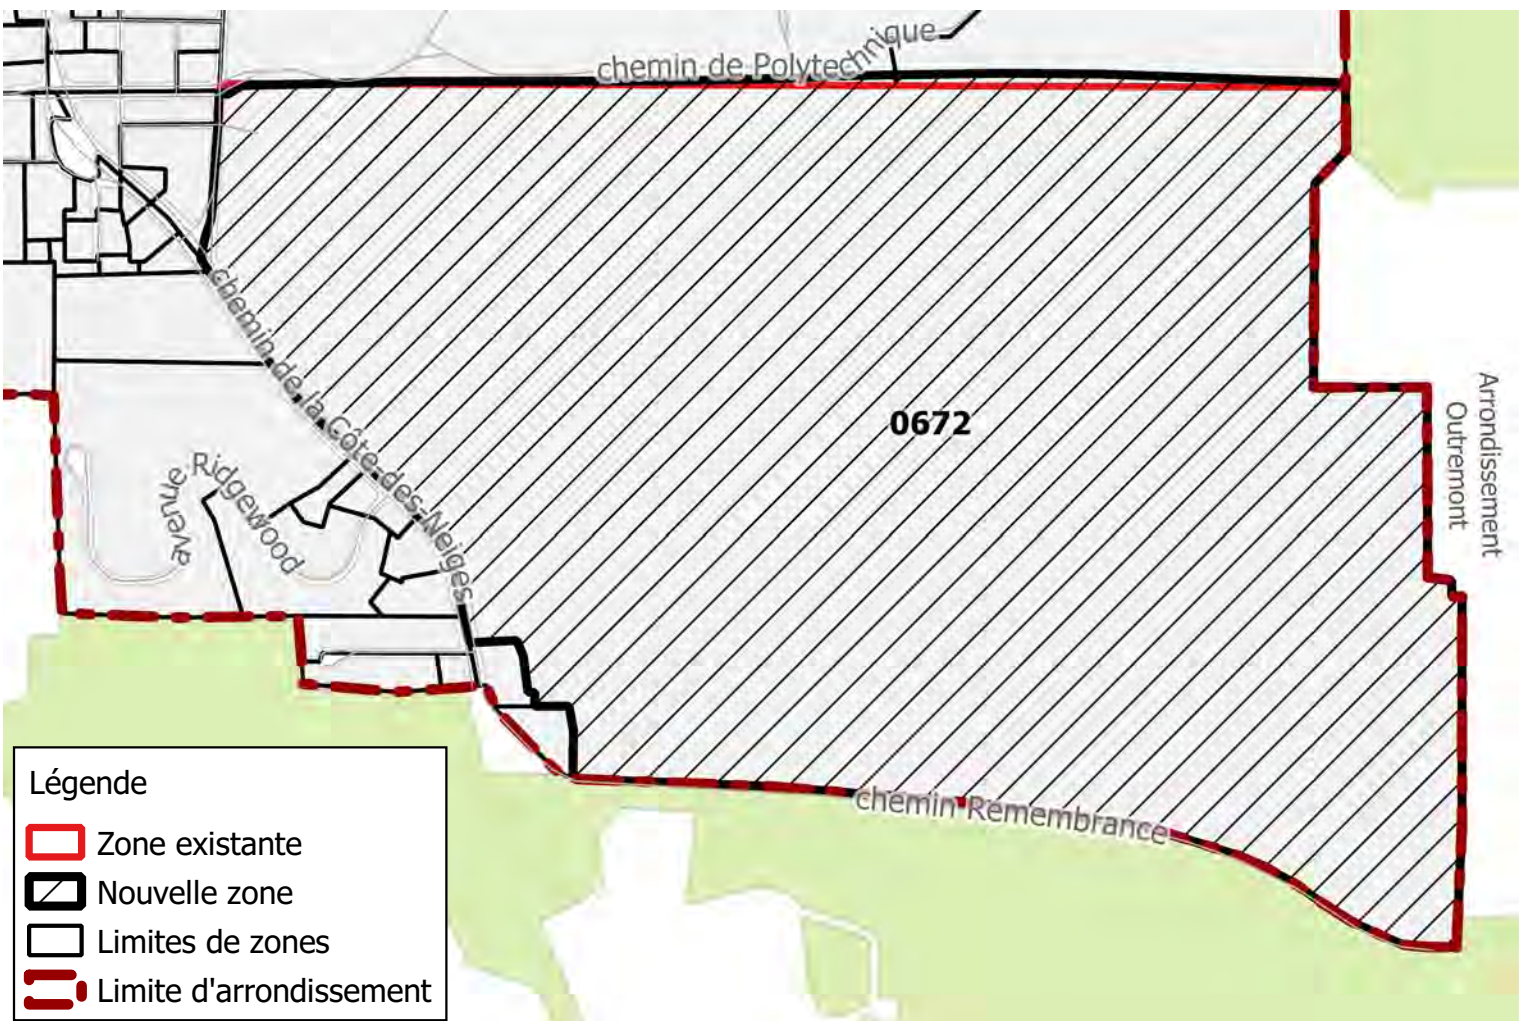 chemin de Polytechnique
chemin de la Côte-des-Neiges
0672
Arrondissement
Outremont
avenue Ridgewood
chemin Remembrance
Légende
Zone existante
Nouvelle zone
Limites de zones
Limite d'arrondissement